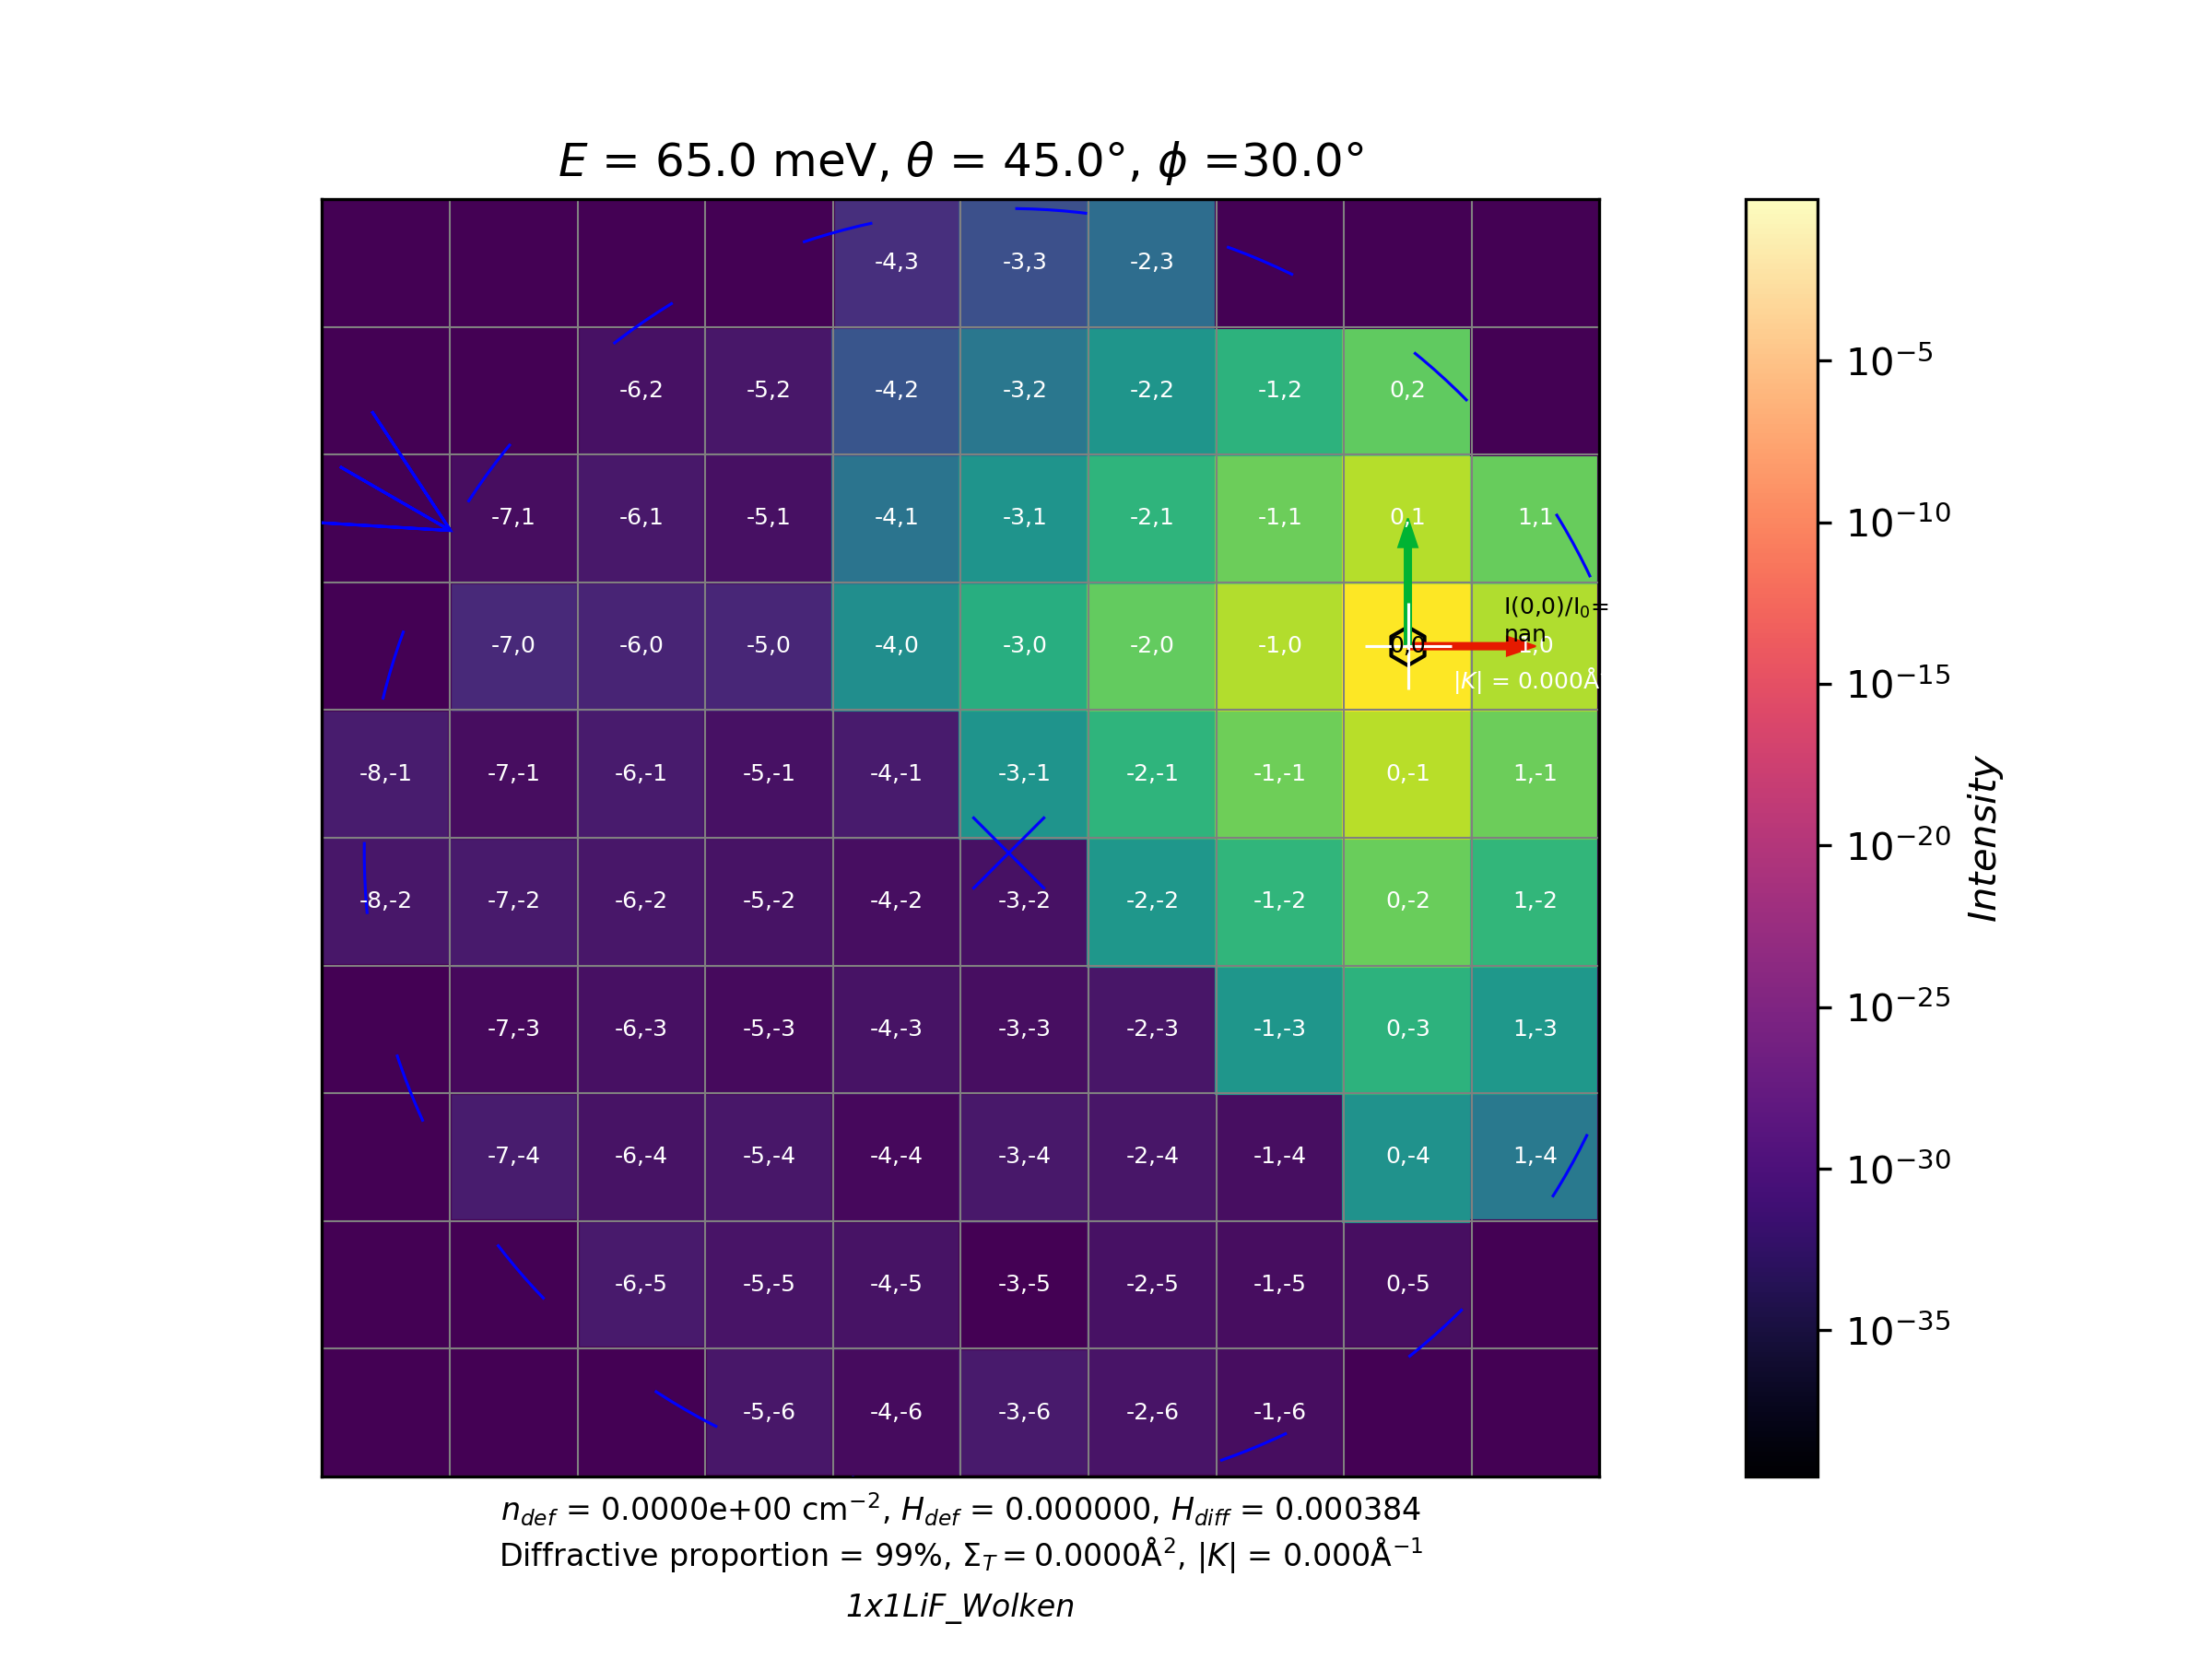 E = 65.0 meV, θ = 45.0°, ϕ =30.0°
-4,3 -3,3 -2,3
-6,2 -5,2 -4,2 -3,2 -2,2 -1,2 0,2
-7,1 -6,1 -5,1 -4,1 -3,1 -2,1 -1,1 0,1 1,1
I(0,0)/I₀=
nan
-7,0 -6,0 -5,0 -4,0 -3,0 -2,0 -1,0 0,0 1,0
|K| = 0.000Å
-8,-1 -7,-1 -6,-1 -5,-1 -4,-1 -3,-1 -2,-1 -1,-1 0,-1 1,-1
-8,-2 -7,-2 -6,-2 -5,-2 -4,-2 -3,-2 -2,-2 -1,-2 0,-2 1,-2
-7,-3 -6,-3 -5,-3 -4,-3 -3,-3 -2,-3 -1,-3 0,-3 1,-3
-7,-4 -6,-4 -5,-4 -4,-4 -3,-4 -2,-4 -1,-4 0,-4 1,-4
-6,-5 -5,-5 -4,-5 -3,-5 -2,-5 -1,-5 0,-5
-5,-6 -4,-6 -3,-6 -2,-6 -1,-6
10⁻⁵
10⁻¹⁰
10⁻¹⁵
10⁻²⁰
10⁻²⁵
10⁻³⁰
10⁻³⁵
Intensity
n_def = 0.0000e+00 cm⁻², H_def = 0.000000, H_diff = 0.000384
Diffractive proportion = 99%, Σ_T = 0.0000Å², |K| = 0.000Å⁻¹
1x1LiF_Wolken